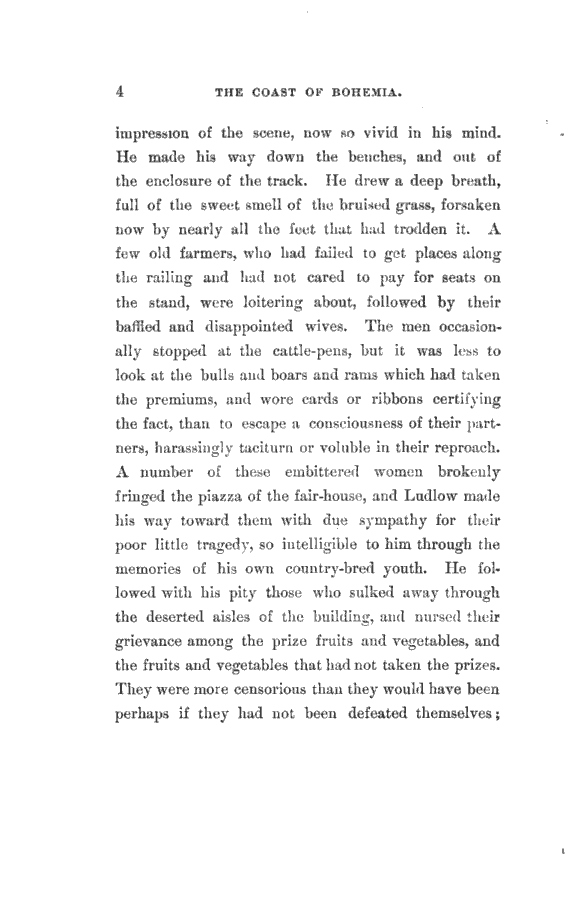 4 THE COAST OF BOHEMIA.
impression of the scene, now so vivid in his mind.
He made his way down the benches, and out of
the enclosure of the track. He drew a deep breath,
full of the sweet smell of the bruised grass, forsaken
now by nearly all the feet that had trodden it. A
few old farmers, who had failed to get places along
the railing and had not cared to pay for seats on
the stand, were loitering about, followed by their
baffled and disappointed wives. The men occasion-
ally stopped at the cattle-pens, but it was less to
look at the bulls and boars and rams which had taken
the premiums, and wore cards or ribbons certifying
the fact, than to escape a consciousness of their part-
ners, harassingly taciturn or voluble in their reproach.
A number of these embittered women brokenly
fringed the piazza of the fair-house, and Ludlow made
his way toward them with due sympathy for their
poor little tragedy, so intelligible to him through the
memories of his own country-bred youth. He fol-
lowed with his pity those who sulked away through
the deserted aisles of the building, and nursed their
grievance among the prize fruits and vegetables, and
the fruits and vegetables that had not taken the prizes.
They were more censorious than they would have been
perhaps if they had not been defeated themselves;